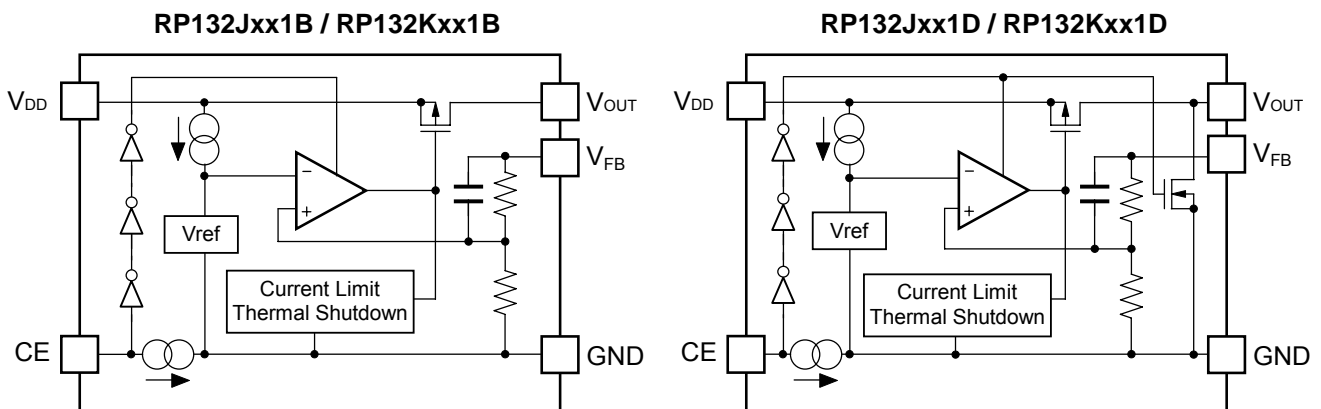 RP132Jxx1B / RP132Kxx1B
VDD
VOUT
VFB
−
+
Vref
Current Limit
Thermal Shutdown
CE
GND
RP132Jxx1D / RP132Kxx1D
VDD
VOUT
VFB
−
+
Vref
Current Limit
Thermal Shutdown
CE
GND